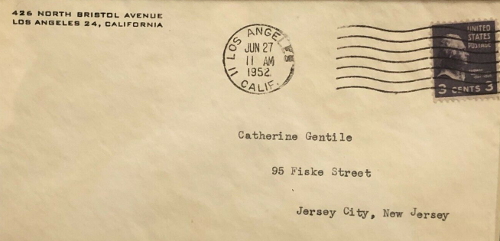 426 NORTH BRISTOL AVENUE
LOS ANGELES 24, CALIFORNIA
LOS ANGELES
JUN 27
11 AM
1952
11 CALIF.
UNITED
STATES
POSTAGE
3 CENTS 3
Catherine Gentile
95 Fiske Street
Jersey City, New Jersey